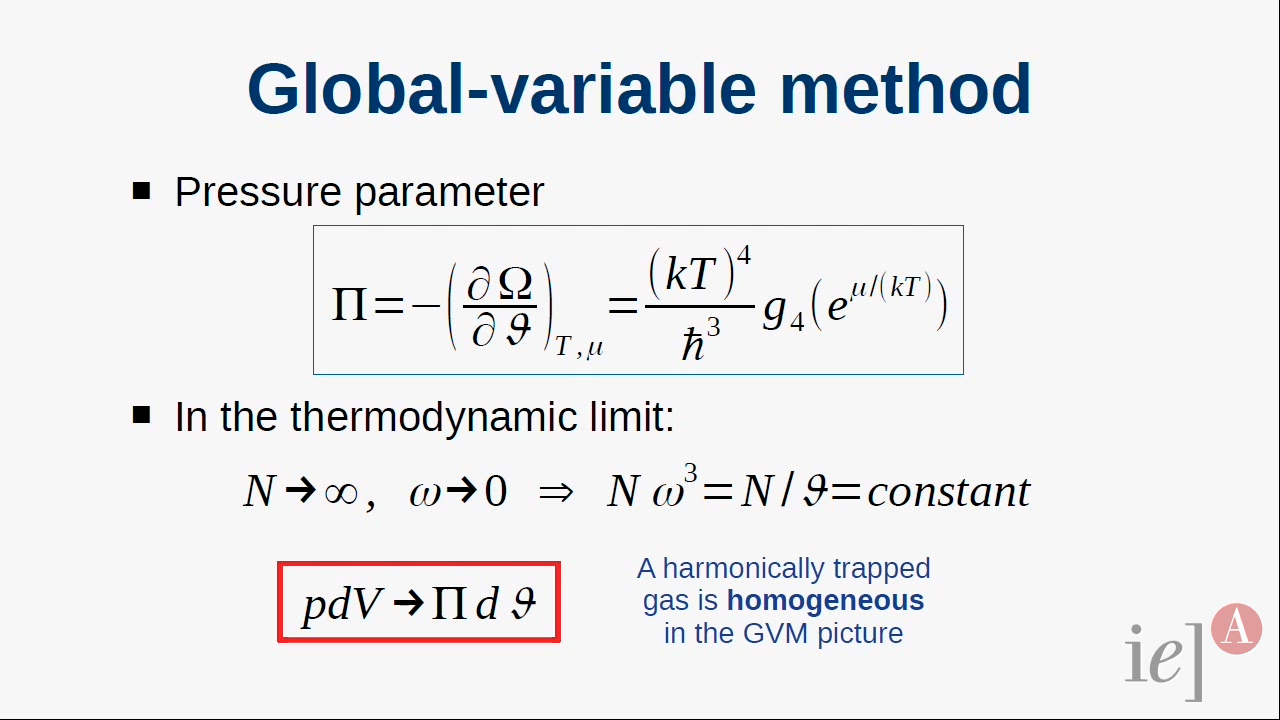 Global-variable method
■ Pressure parameter
Π=−(∂Ω/∂ϑ)_{T,μ}=(kT)^4/ℏ^3 g_4(e^{μ/(kT)})
■ In the thermodynamic limit:
N→∞, ω→0 ⇒ N ω^3=N/ϑ=constant
pdV→Π d ϑ
A harmonically trapped
gas is homogeneous
in the GVM picture
ie]
A